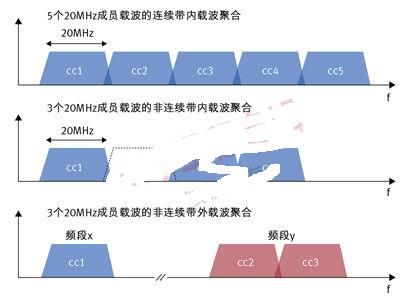 5个20MHz成员载波的连续带内载波聚合
20MHz
cc1 cc2 cc3 cc4 cc5
f
3个20MHz成员载波的非连续带内载波聚合
20MHz
cc1
f
3个20MHz成员载波的非连续带外载波聚合
频段x 频段y
cc1 cc2 cc3
f